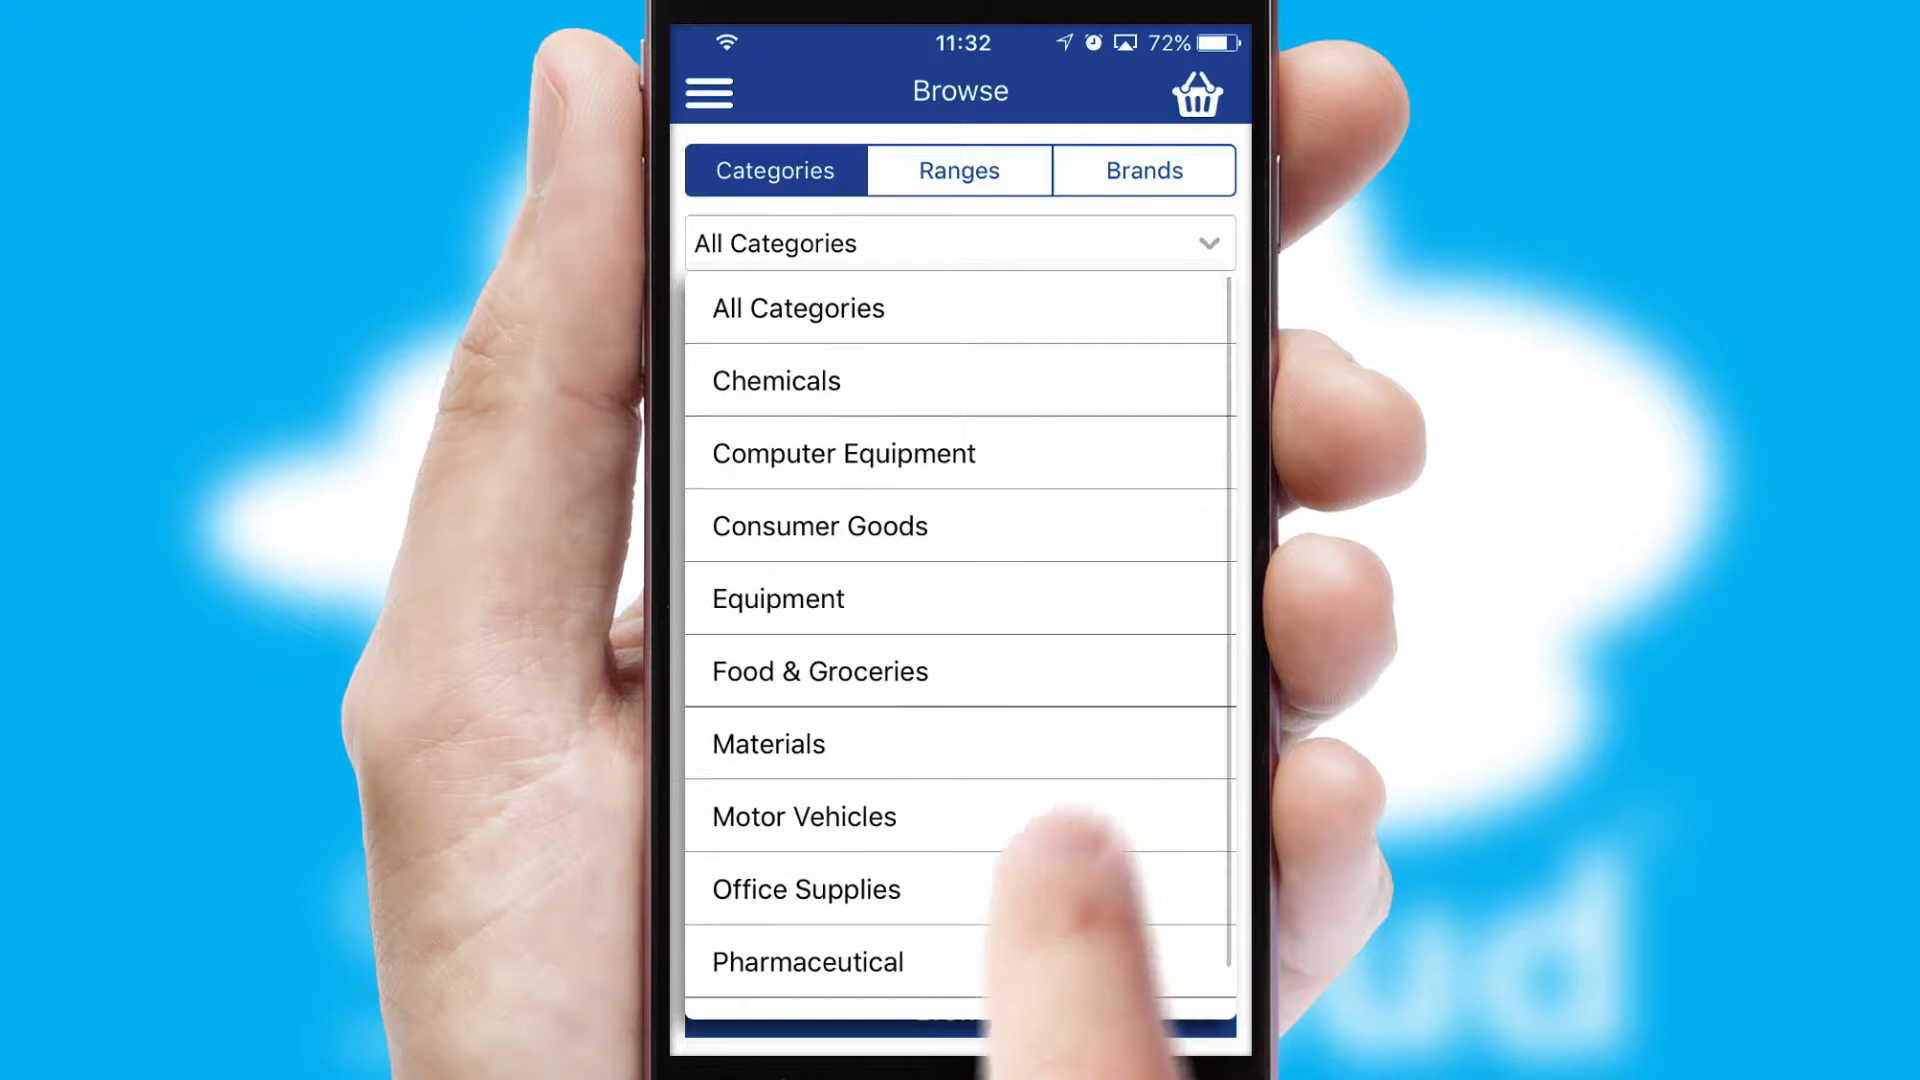 11:32
72%
Browse
Categories
Ranges
Brands
All Categories
All Categories
Chemicals
Computer Equipment
Consumer Goods
Equipment
Food & Groceries
Materials
Motor Vehicles
Office Supplies
Pharmaceutical